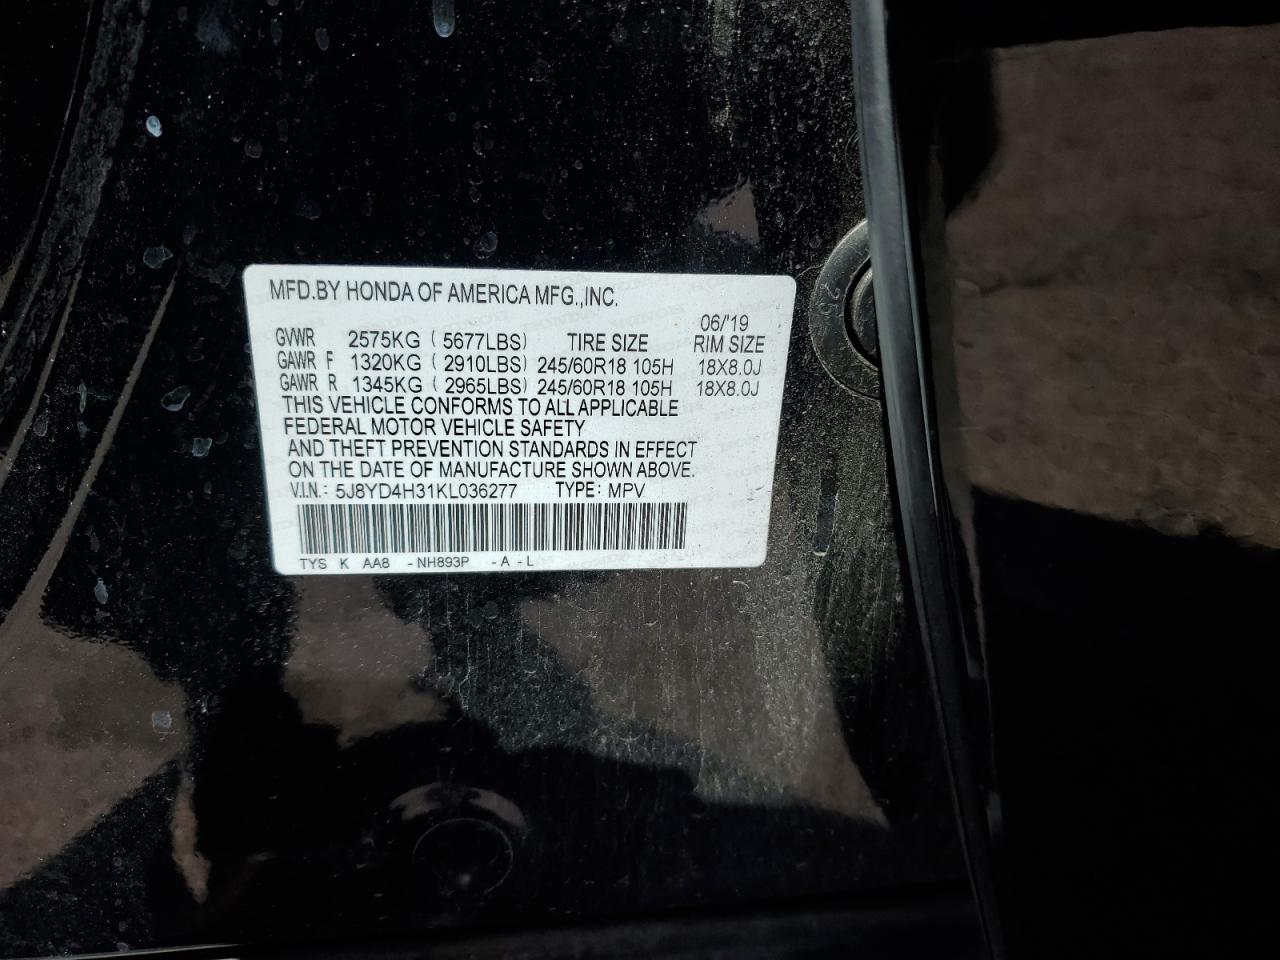 MFD.BY HONDA OF AMERICA MFG.,INC.
06/'19
GVWR 2575KG ( 5677LBS) TIRE SIZE RIM SIZE
GAWR F 1320KG ( 2910LBS) 245/60R18 105H 18X8.0J
GAWR R 1345KG ( 2965LBS) 245/60R18 105H 18X8.0J
THIS VEHICLE CONFORMS TO ALL APPLICABLE
FEDERAL MOTOR VEHICLE SAFETY
AND THEFT PREVENTION STANDARDS IN EFFECT
ON THE DATE OF MANUFACTURE SHOWN ABOVE.
V.I.N.: 5J8YD4H31KL036277 TYPE: MPV
TYS K AA8 -NH893P -A -L